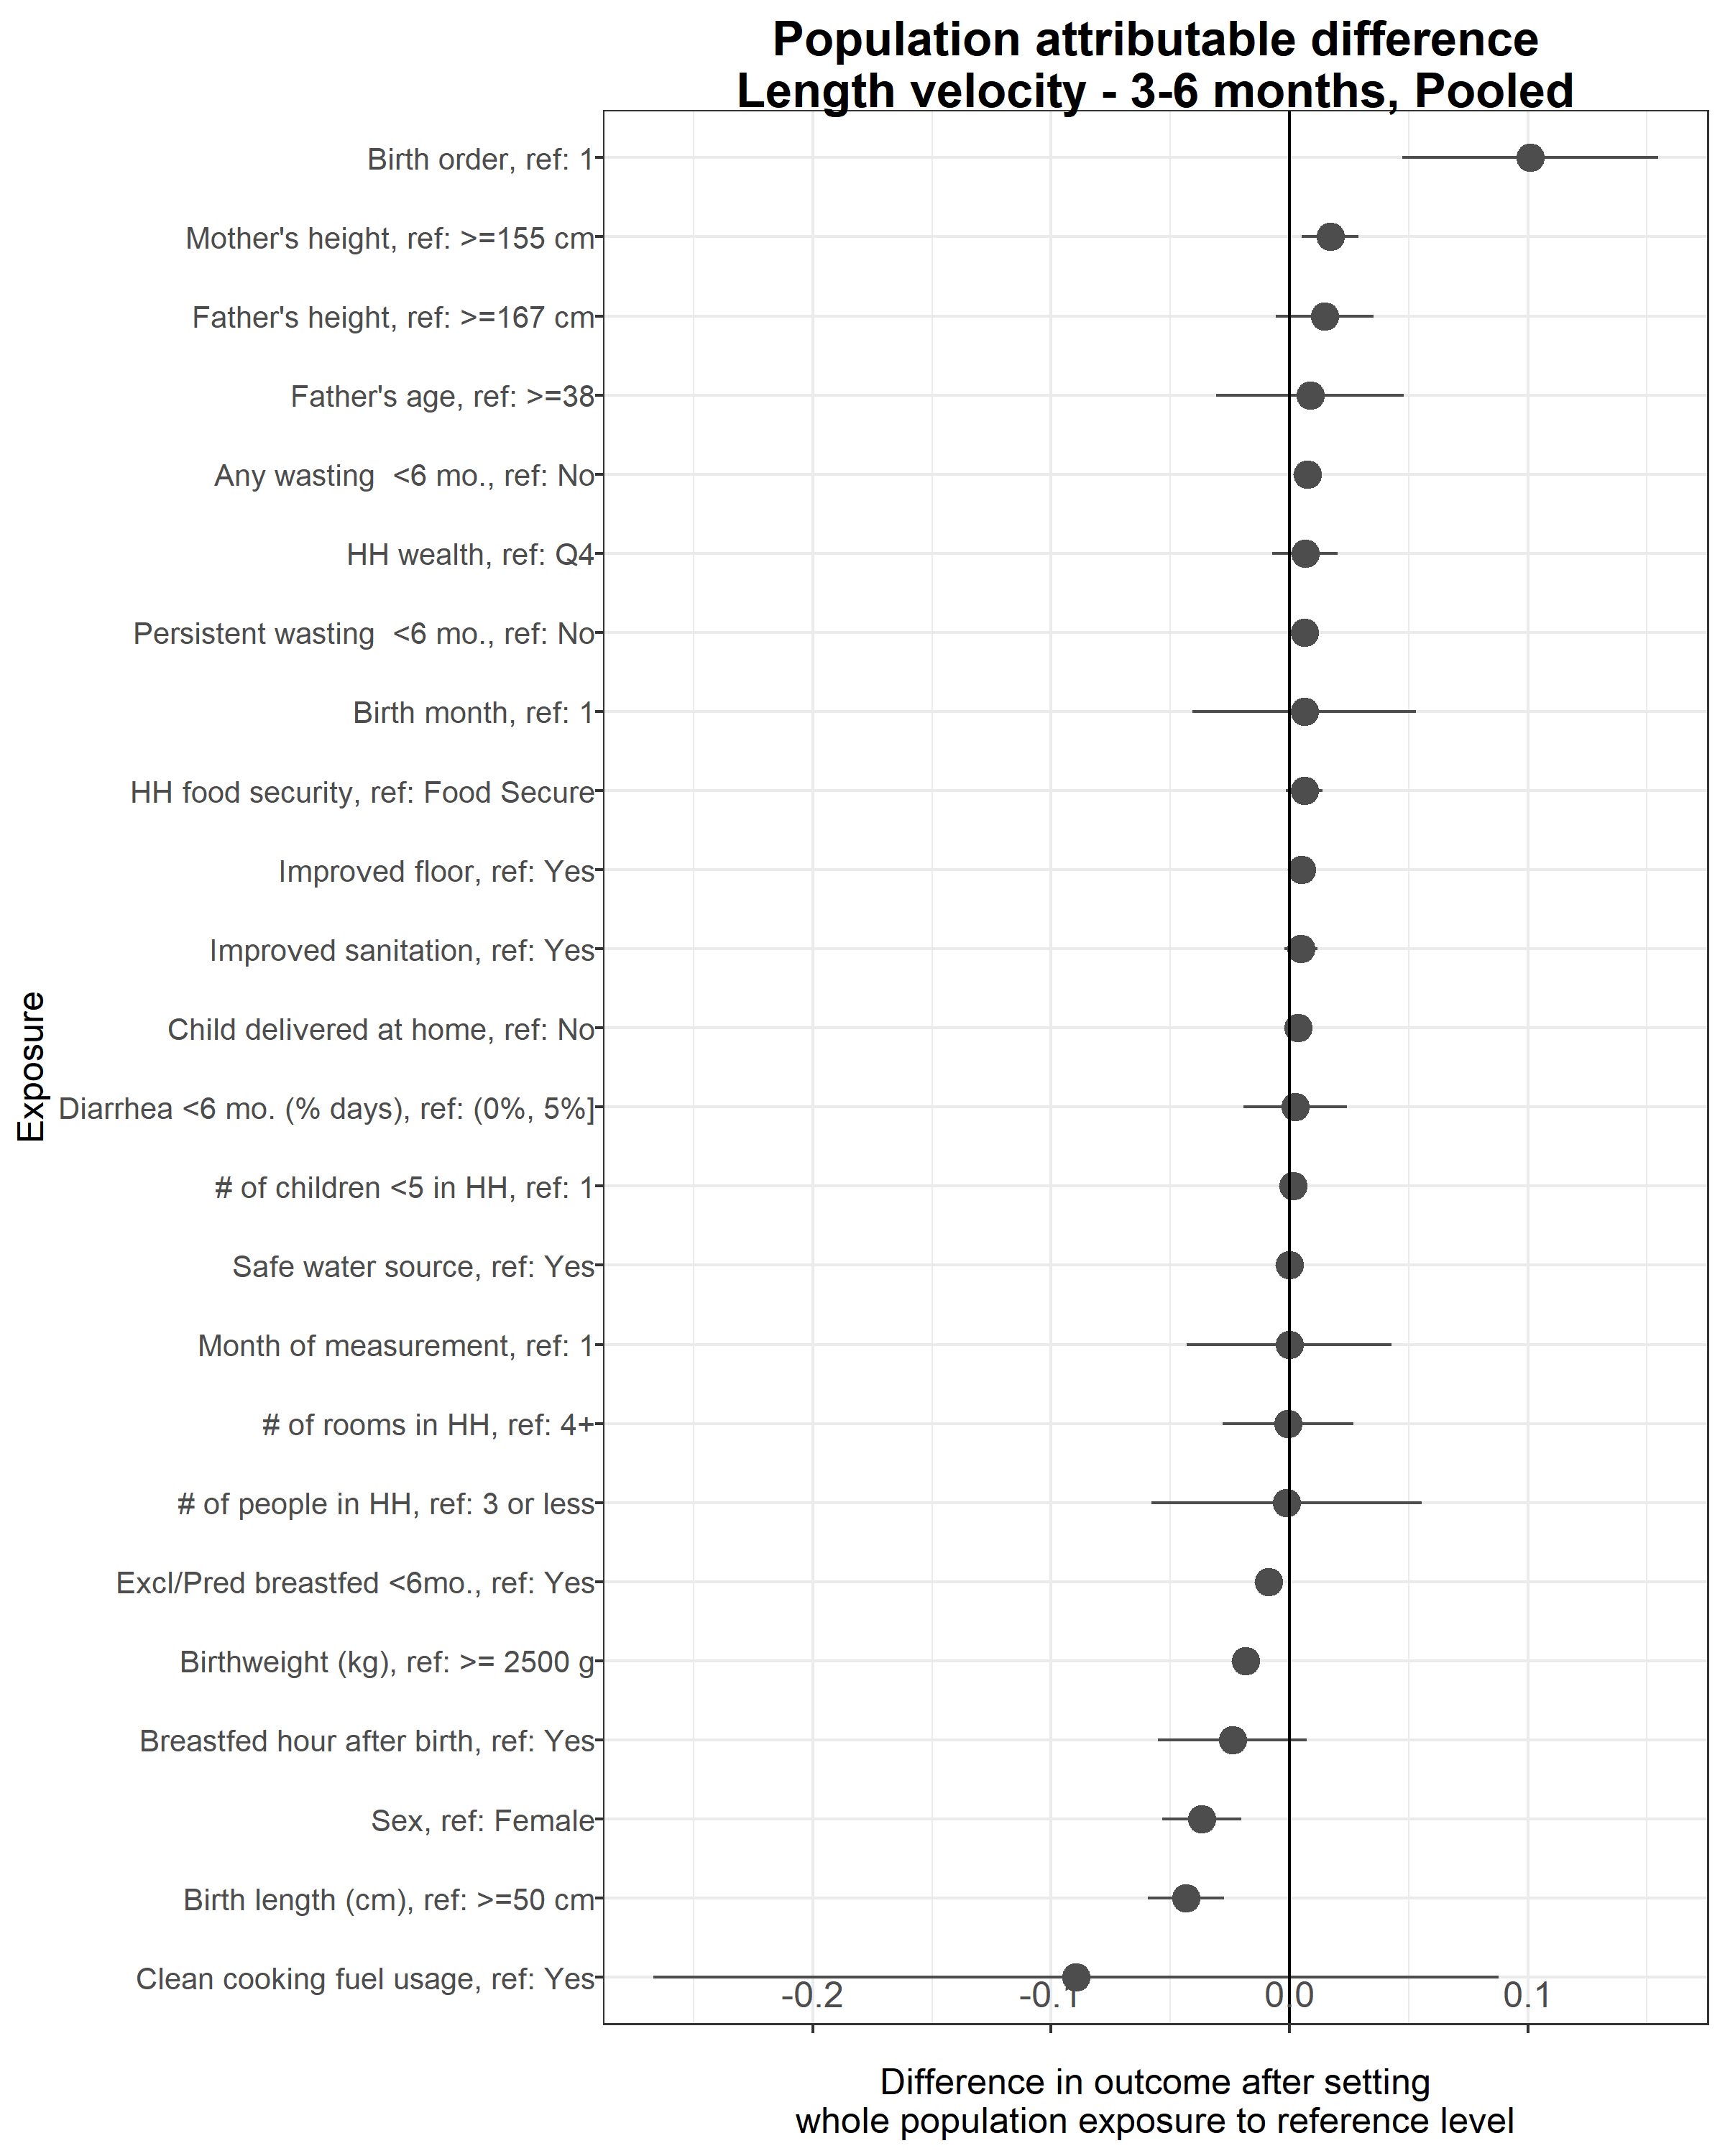 Population attributable difference
Length velocity - 3-6 months, Pooled
Exposure
Birth order, ref: 1
Mother's height, ref: >=155 cm
Father's height, ref: >=167 cm
Father's age, ref: >=38
Any wasting  <6 mo., ref: No
HH wealth, ref: Q4
Persistent wasting  <6 mo., ref: No
Birth month, ref: 1
HH food security, ref: Food Secure
Improved floor, ref: Yes
Improved sanitation, ref: Yes
Child delivered at home, ref: No
Diarrhea <6 mo. (% days), ref: (0%, 5%]
# of children <5 in HH, ref: 1
Safe water source, ref: Yes
Month of measurement, ref: 1
# of rooms in HH, ref: 4+
# of people in HH, ref: 3 or less
Excl/Pred breastfed <6mo., ref: Yes
Birthweight (kg), ref: >= 2500 g
Breastfed hour after birth, ref: Yes
Sex, ref: Female
Birth length (cm), ref: >=50 cm
Clean cooking fuel usage, ref: Yes
-0.2 -0.1 0.0 0.1
Difference in outcome after setting
whole population exposure to reference level